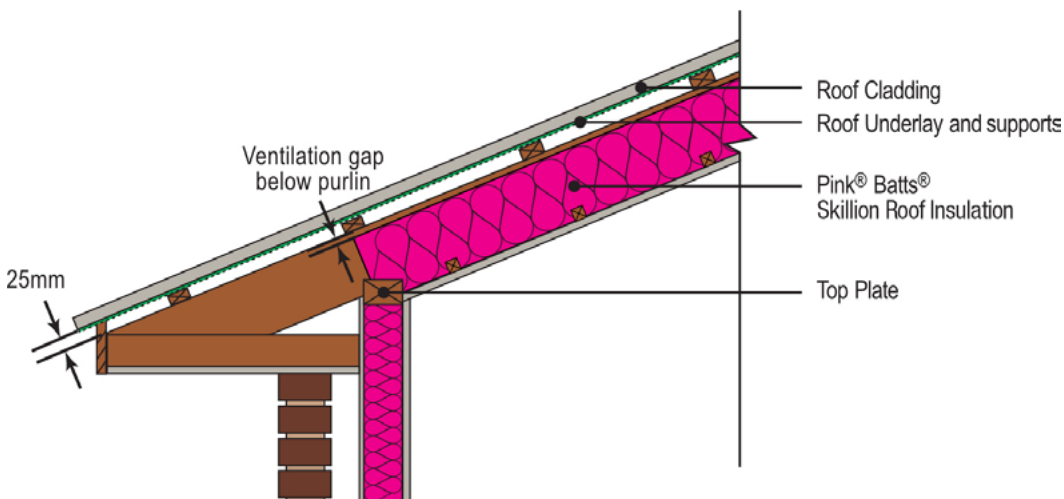 Roof Cladding
Roof Underlay and supports
Ventilation gap
below purlin
Pink® Batts®
Skillion Roof Insulation
25mm
Top Plate